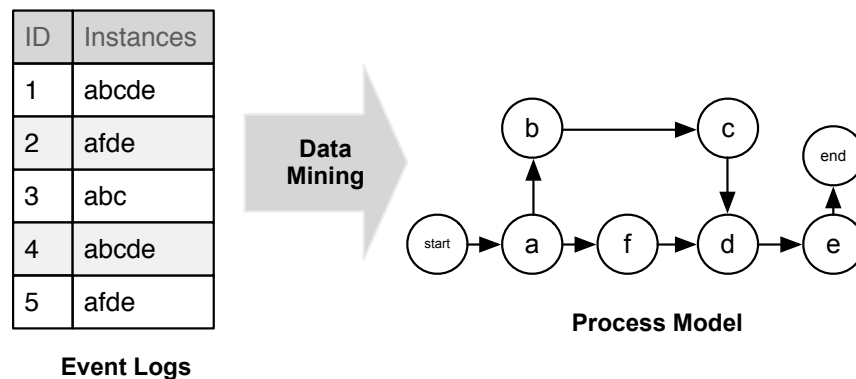 ID Instances
1 abcde
2 afde
3 abc
4 abcde
5 afde
Event Logs
Data
Mining
b c
end
start a f d e
Process Model